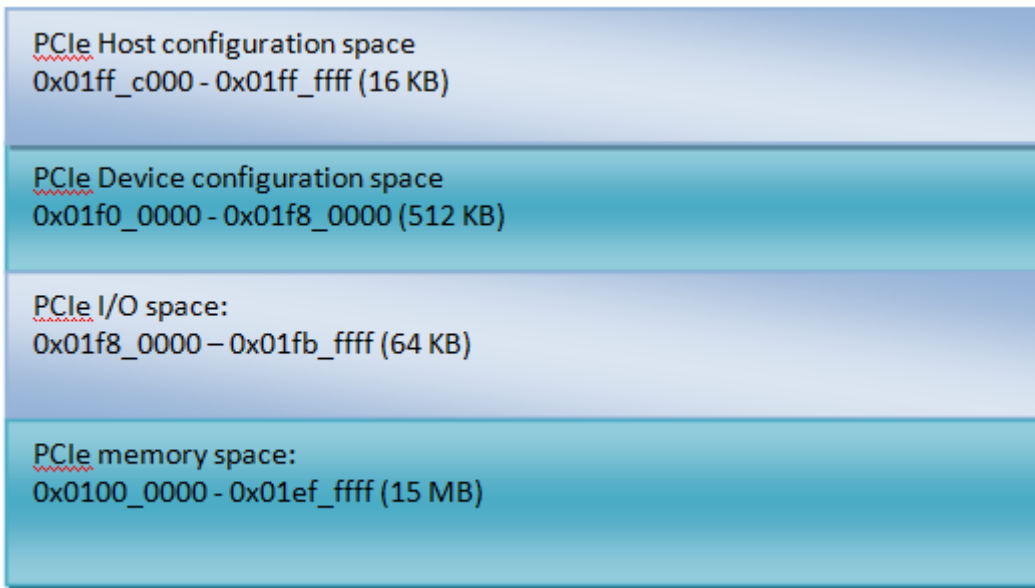 PCIe Host configuration space
0x01ff_c000 - 0x01ff_ffff (16 KB)
PCIe Device configuration space
0x01f0_0000 - 0x01f8_0000 (512 KB)
PCIe I/O space:
0x01f8_0000 – 0x01fb_ffff (64 KB)
PCIe memory space:
0x0100_0000 - 0x01ef_ffff (15 MB)